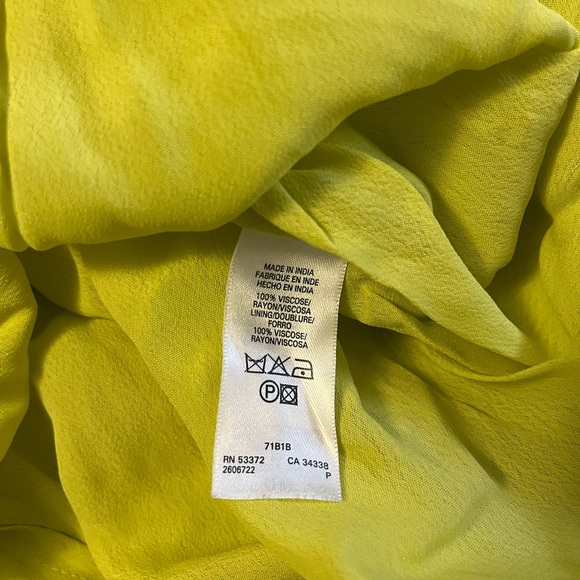 MADE IN INDIA
FABRIQUE EN INDE
HECHO EN INDIA
100% VISCOSE/
RAYON/VISCOSA
LINING/DOUBLURE/
FORRO
100% VISCOSE/
RAYON/VISCOSA
P
71B1B
RN 53372 CA 34338
2606722 P